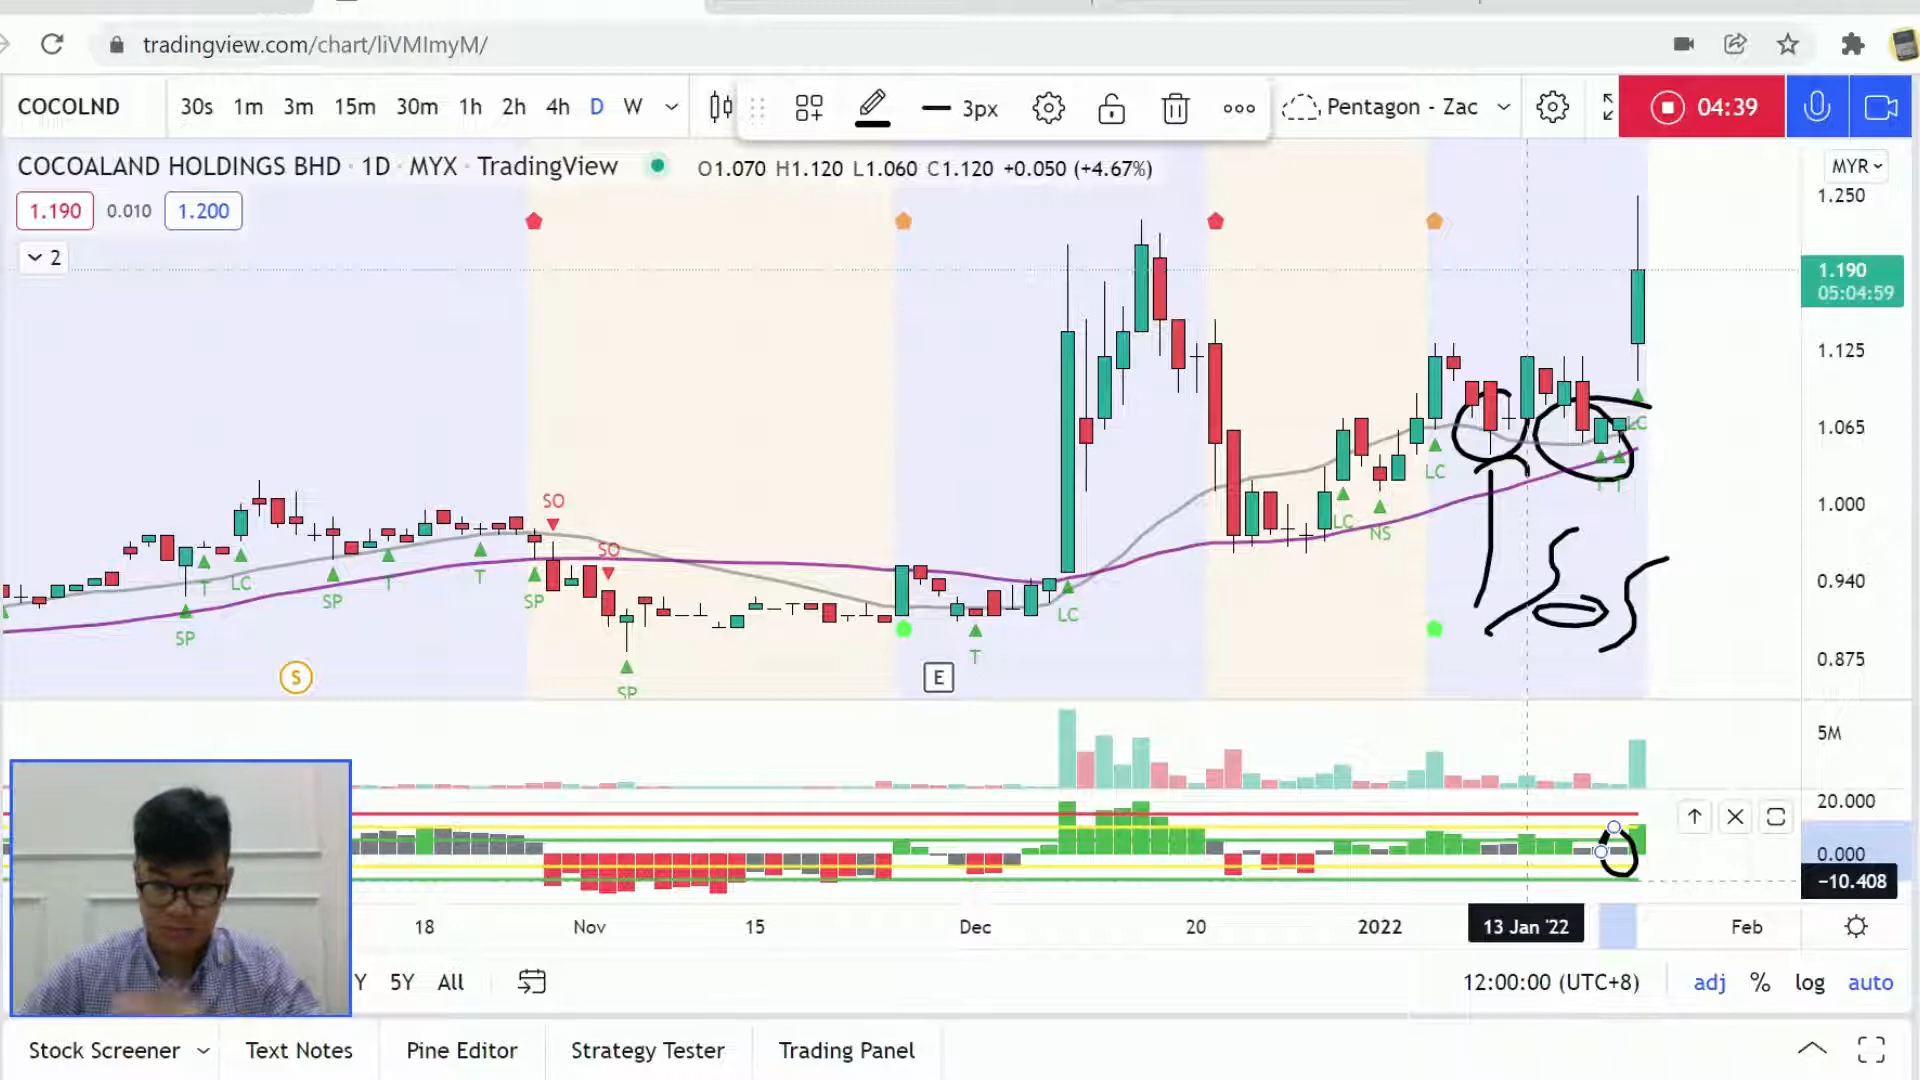 tradingview.com/chart/liVMImyM/
COCOLND 30s 1m 3m 15m 30m 1h 2h 4h D W 3px Pentagon - Zac 04:39
COCOALAND HOLDINGS BHD · 1D · MYX · TradingView O1.070 H1.120 L1.060 C1.120 +0.050 (+4.67%) MYR
1.190 0.010 1.200
2
1.250
1.190
05:04:59
1.125
1.065
1.000
0.940
0.875
SO
SO
LC
LC
LC
NS
T
LC
SP
T
T
SP
SP
SP
LC
T
T T
S
E
5M
20.000
0.000
−10.408
18 Nov 15 Dec 20 2022 13 Jan '22 Feb
Y 5Y All 12:00:00 (UTC+8) adj % log auto
Stock Screener Text Notes Pine Editor Strategy Tester Trading Panel